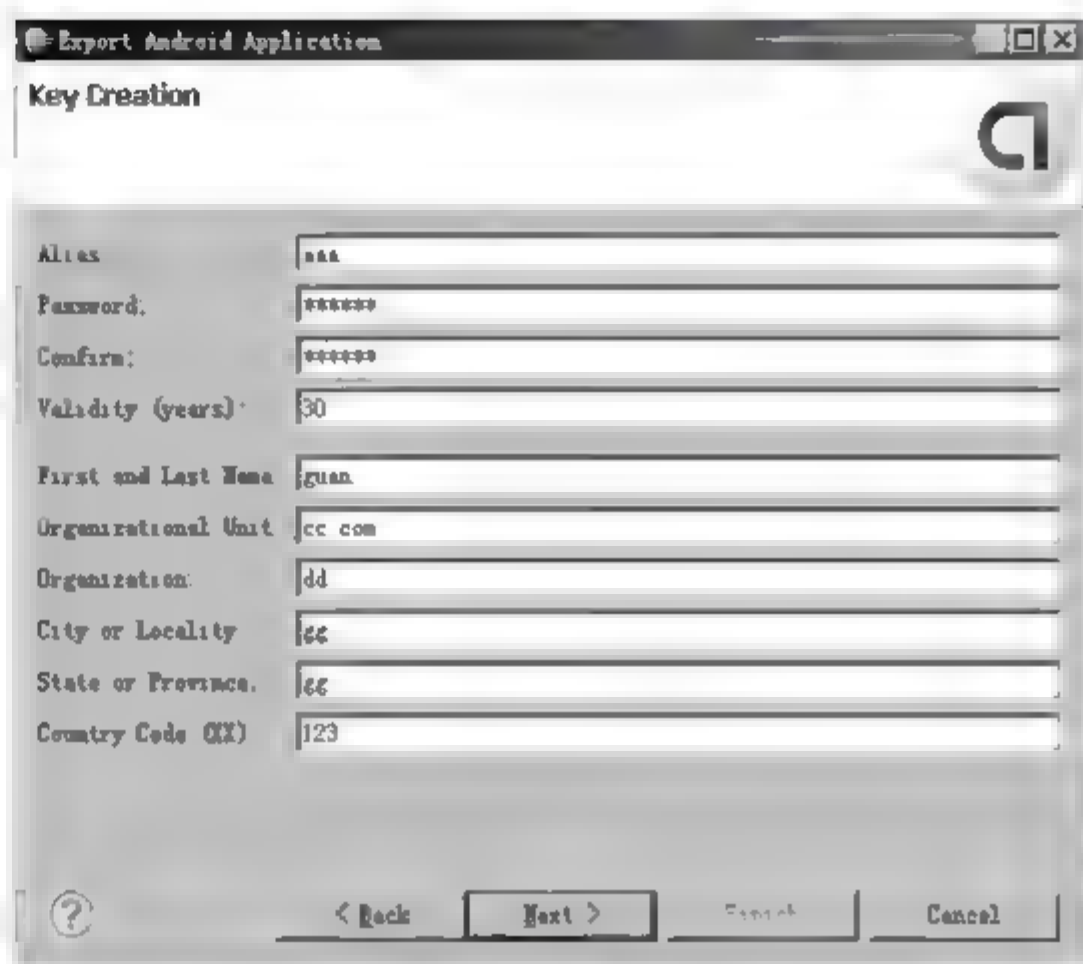 Export Android Application
Key Creation
Alias aaa
Password: ******
Confirm: ******
Validity (years): 30
First and Last Name guan
Organizational Unit cc com
Organization: dd
City or Locality gg
State or Province. gg
Country Code (XX) 123
? < Back Next > Finish Cancel